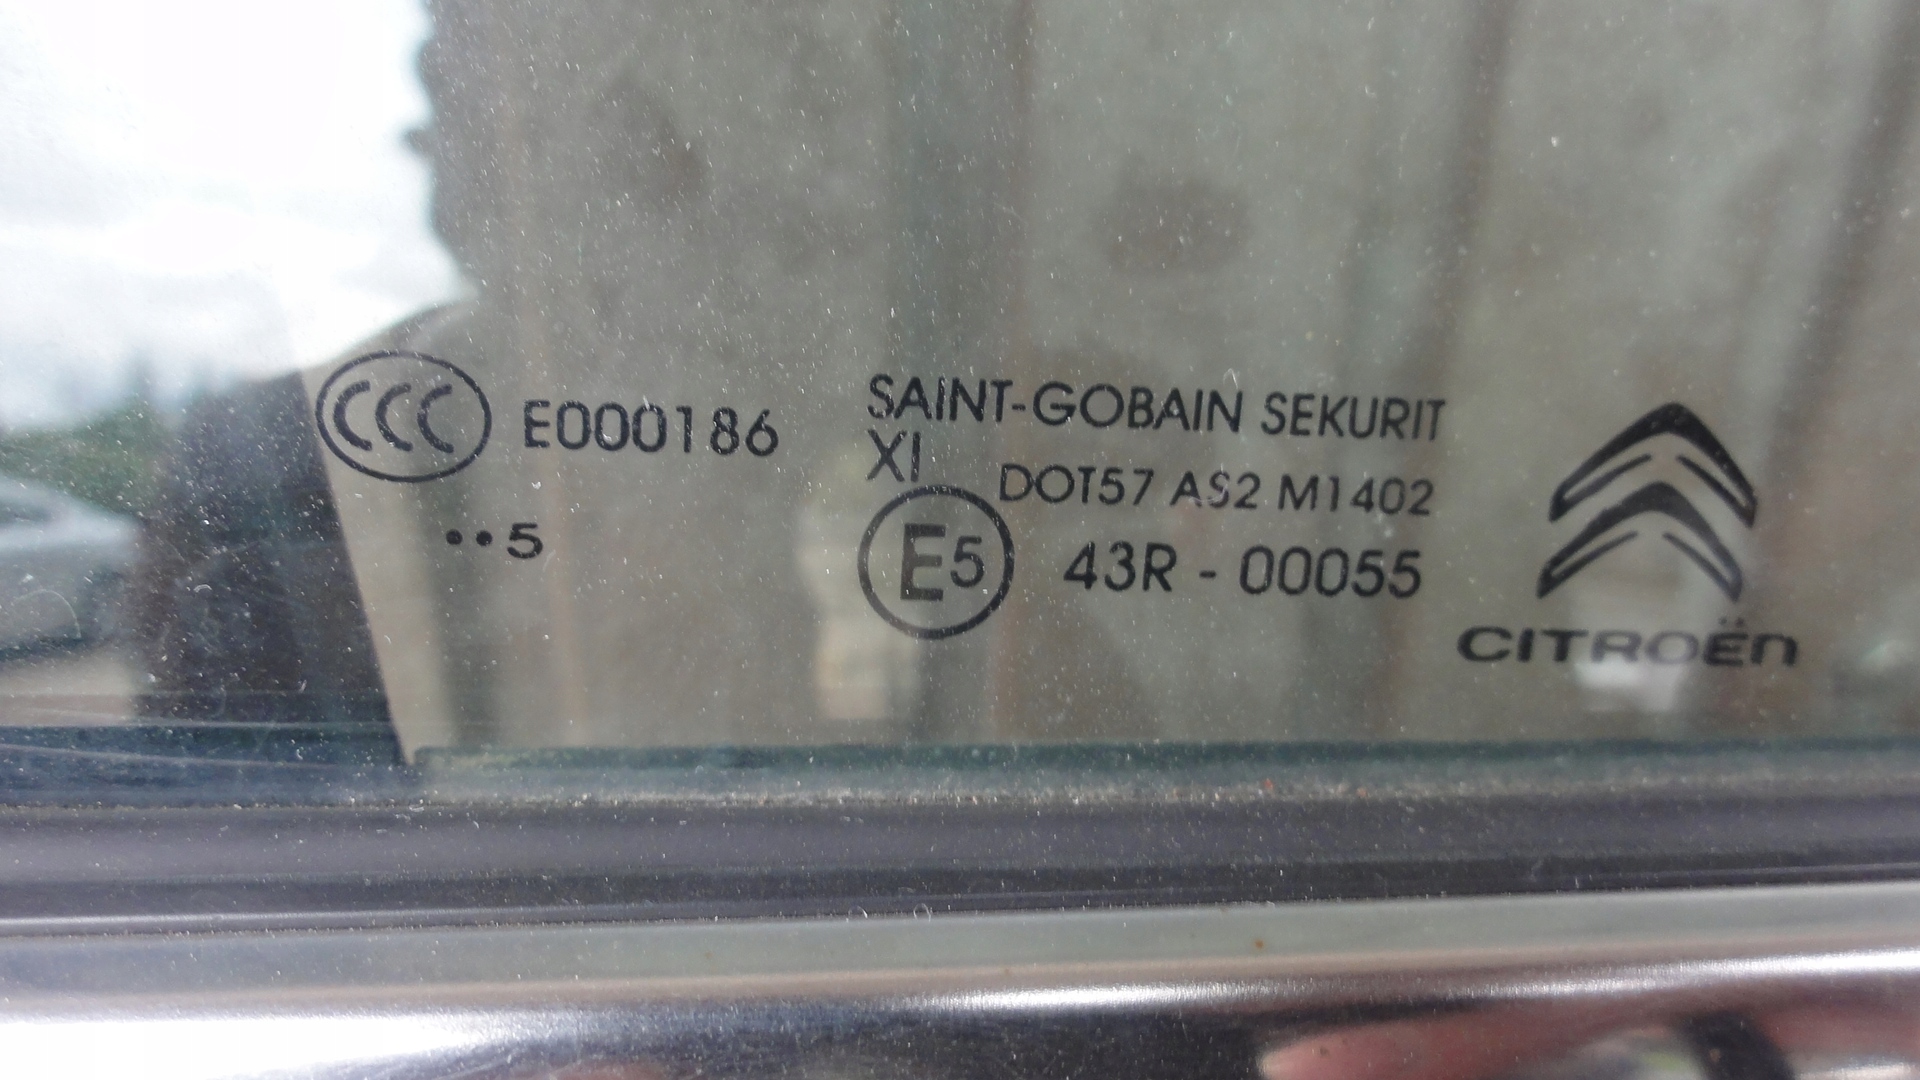 CCC E000186
••5
SAINT-GOBAIN SEKURIT
XI
DOT57 AS2 M1402
E5 43R - 00055
CITROËN